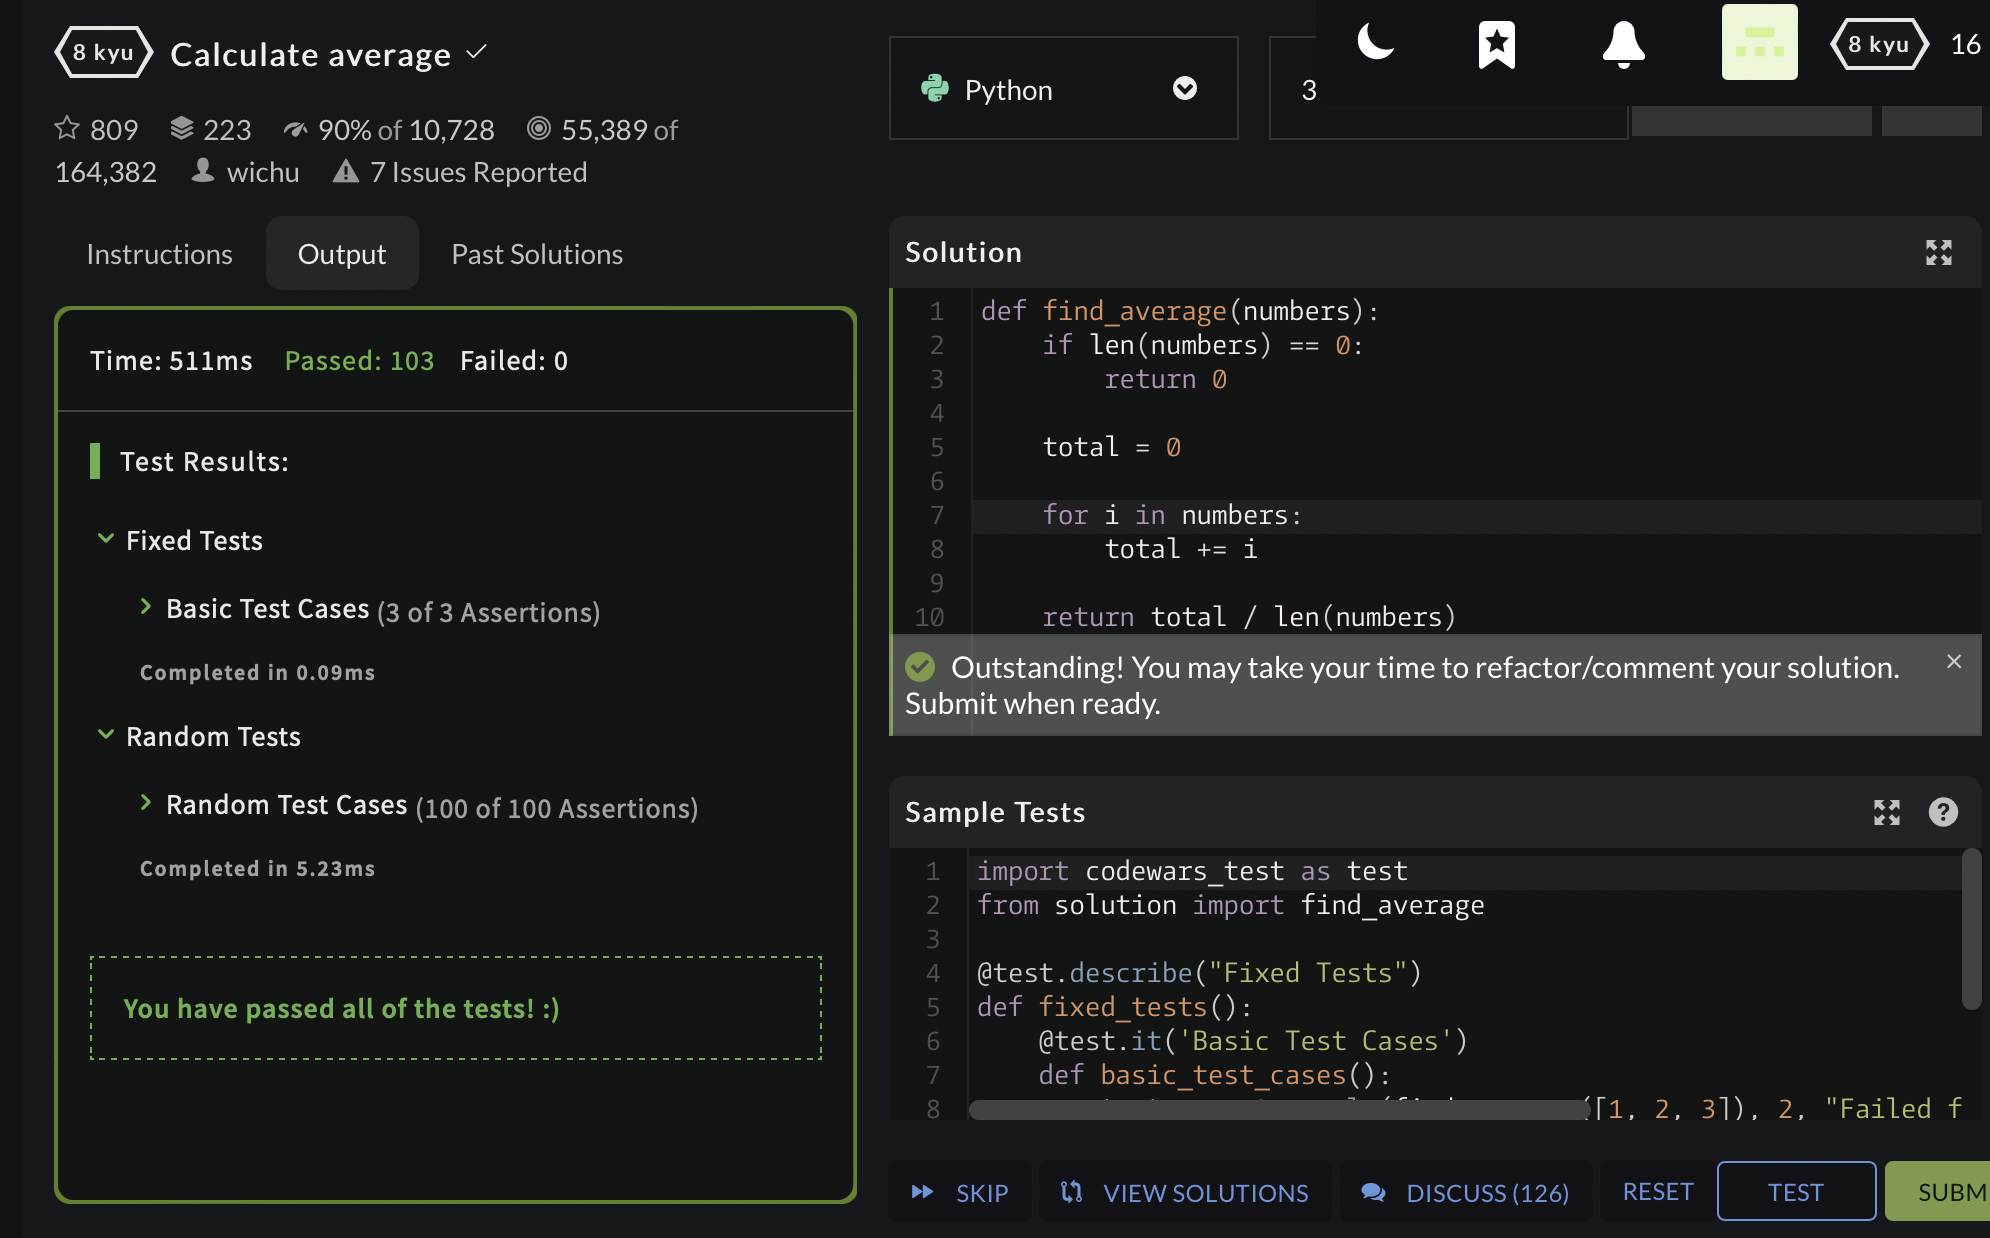 8 kyu Calculate average
809 223 90% of 10,728 55,389 of
164,382 wichu 7 Issues Reported
Python
3
8 kyu 16
Instructions Output Past Solutions
Time: 511ms Passed: 103 Failed: 0
Test Results:
Fixed Tests
Basic Test Cases (3 of 3 Assertions)
Completed in 0.09ms
Random Tests
Random Test Cases (100 of 100 Assertions)
Completed in 5.23ms
You have passed all of the tests! :)
Solution
1 def find_average(numbers):
2 if len(numbers) == 0:
3 return 0
4
5 total = 0
6
7 for i in numbers:
8 total += i
9
10 return total / len(numbers)
Outstanding! You may take your time to refactor/comment your solution.
Submit when ready.
Sample Tests
1 import codewars_test as test
2 from solution import find_average
3
4 @test.describe("Fixed Tests")
5 def fixed_tests():
6 @test.it('Basic Test Cases')
7 def basic_test_cases():
8 ([1, 2, 3]), 2, "Failed f
SKIP VIEW SOLUTIONS DISCUSS (126) RESET TEST SUBM